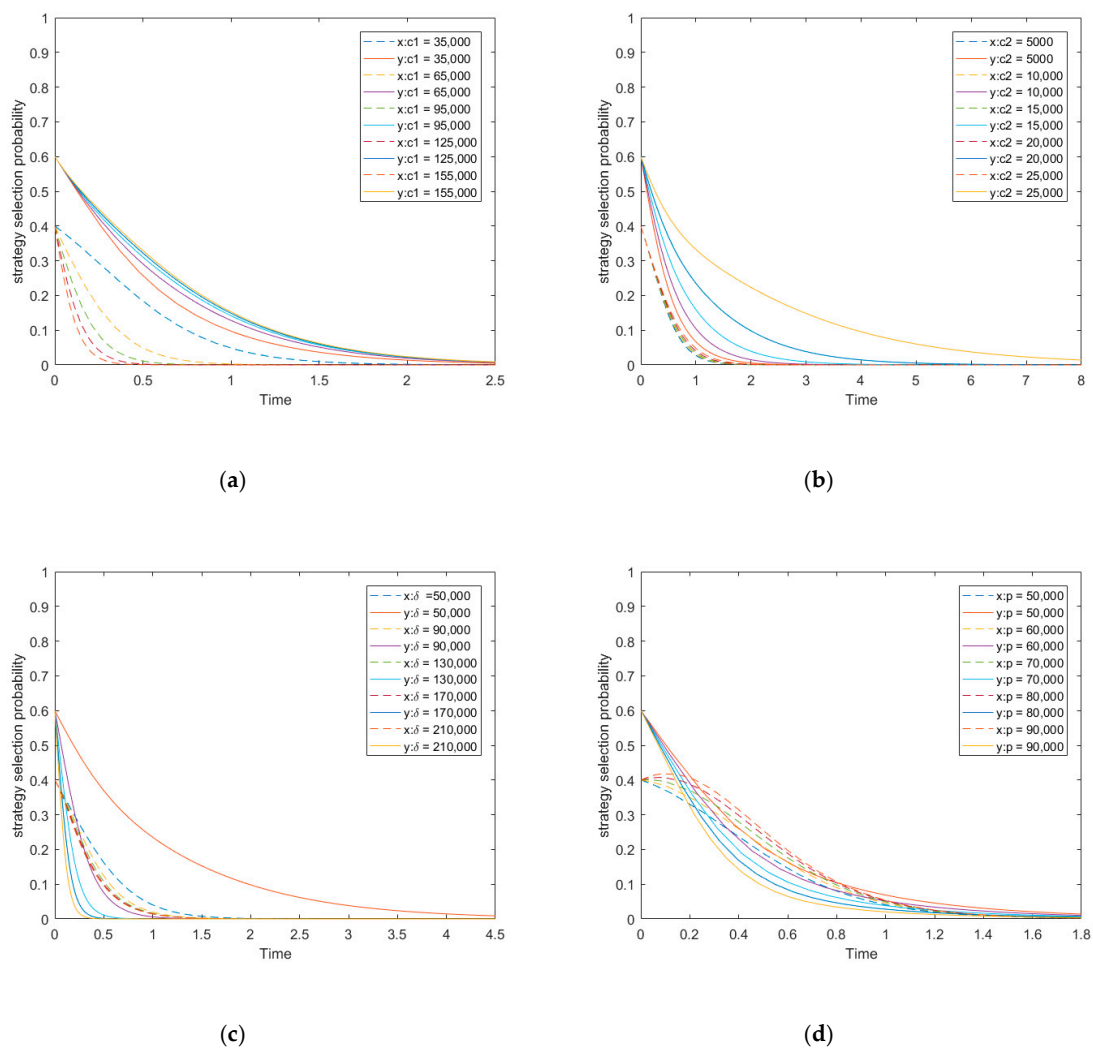 strategy selection probability
1
0.9
0.8
0.7
0.6
0.5
0.4
0.3
0.2
0.1
0
x:c1 = 35,000
y:c1 = 35,000
x:c1 = 65,000
y:c1 = 65,000
x:c1 = 95,000
y:c1 = 95,000
x:c1 = 125,000
y:c1 = 125,000
x:c1 = 155,000
y:c1 = 155,000
0 0.5 1 1.5 2 2.5
Time
(a)
strategy selection probability
1
0.9
0.8
0.7
0.6
0.5
0.4
0.3
0.2
0.1
0
x:c2 = 5000
y:c2 = 5000
x:c2 = 10,000
y:c2 = 10,000
x:c2 = 15,000
y:c2 = 15,000
x:c2 = 20,000
y:c2 = 20,000
x:c2 = 25,000
y:c2 = 25,000
0 1 2 3 4 5 6 7 8
Time
(b)
strategy selection probability
1
0.9
0.8
0.7
0.6
0.5
0.4
0.3
0.2
0.1
0
x:δ =50,000
y:δ = 50,000
x:δ = 90,000
y:δ = 90,000
x:δ = 130,000
y:δ = 130,000
x:δ = 170,000
y:δ = 170,000
x:δ = 210,000
y:δ = 210,000
0 0.5 1 1.5 2 2.5 3 3.5 4 4.5
Time
(c)
strategy selection probability
1
0.9
0.8
0.7
0.6
0.5
0.4
0.3
0.2
0.1
0
x:p = 50,000
y:p = 50,000
x:p = 60,000
y:p = 60,000
x:p = 70,000
y:p = 70,000
x:p = 80,000
y:p = 80,000
x:p = 90,000
y:p = 90,000
0 0.2 0.4 0.6 0.8 1 1.2 1.4 1.6 1.8
Time
(d)